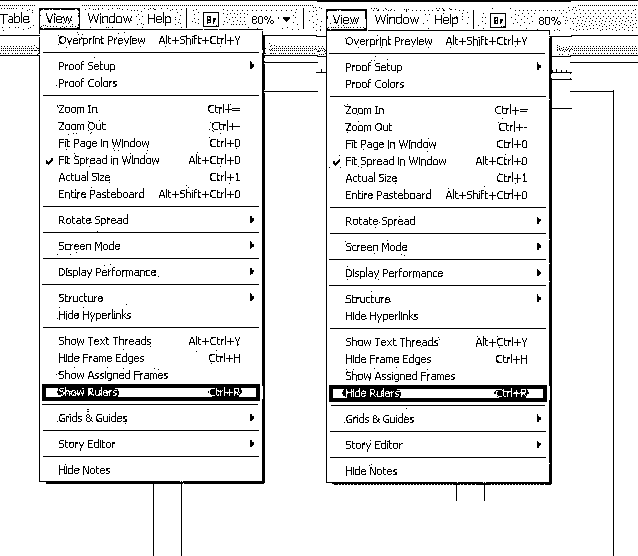 Table View Window Help Br 60%
Overprint Preview Alt+Shift+Ctrl+Y
Proof Setup
Proof Colors
Zoom In Ctrl+=
Zoom Out Ctrl+-
Fit Page in Window Ctrl+0
Fit Spread in Window Alt+Ctrl+0
Actual Size Ctrl+1
Entire Pasteboard Alt+Shift+Ctrl+0
Rotate Spread
Screen Mode
Display Performance
Structure
Hide Hyperlinks
Show Text Threads Alt+Ctrl+Y
Hide Frame Edges Ctrl+H
Show Assigned Frames
Show Rulers Ctrl+R
Grids & Guides
Story Editor
Hide Notes
View Window Help Br 80%
Overprint Preview Alt+Shift+Ctrl+Y
Proof Setup
Proof Colors
Zoom In Ctrl+=
Zoom Out Ctrl+-
Fit Page in Window Ctrl+0
Fit Spread in Window Alt+Ctrl+0
Actual Size Ctrl+1
Entire Pasteboard Alt+Shift+Ctrl+0
Rotate Spread
Screen Mode
Display Performance
Structure
Hide Hyperlinks
Show Text Threads Alt+Ctrl+Y
Hide Frame Edges Ctrl+H
Show Assigned Frames
Hide Rulers Ctrl+R
Grids & Guides
Story Editor
Hide Notes